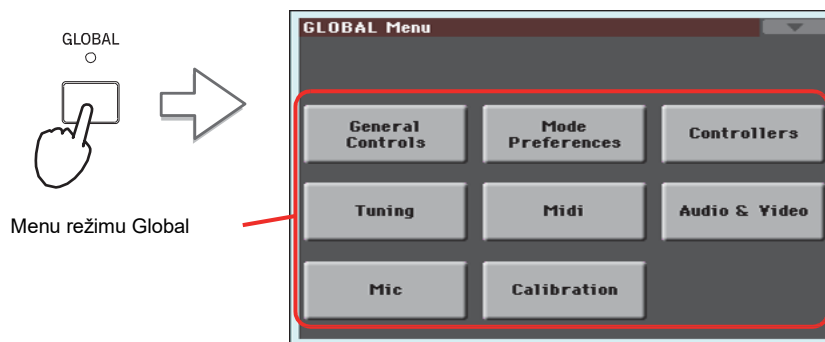 GLOBAL
Menu režimu Global
GLOBAL Menu
General
Controls
Mode
Preferences
Controllers
Tuning
Midi
Audio & Video
Mic
Calibration